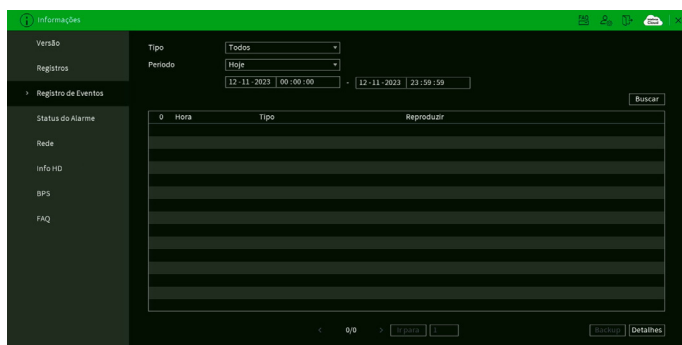 Informações
Versão
Registros
Registro de Eventos
Status do Alarme
Rede
Info HD
BPS
FAQ
Tipo Todos
Período Hoje
12-11-2023 00:00:00 - 12-11-2023 23:59:59
Buscar
0 Hora Tipo Reproduzir
0/0 Ir para 1
Backup Detalhes